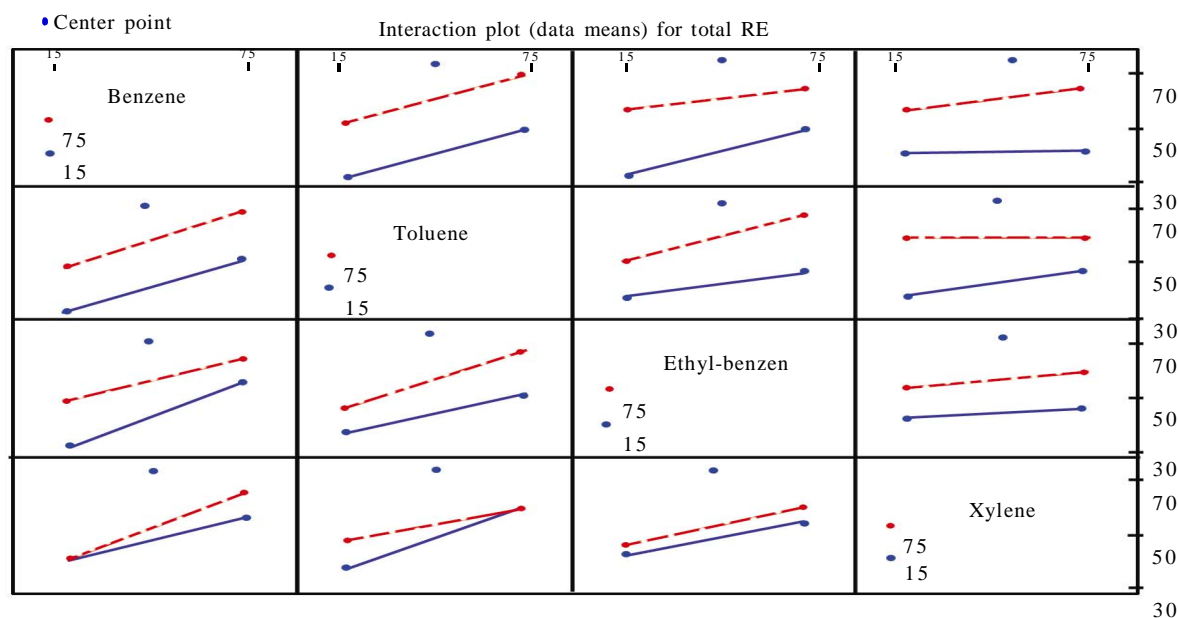 Center point
Interaction plot (data means) for total RE
15 75 15 75 15 75 15 75
Benzene
75
15
70
50
30
Toluene
75
15
70
50
30
Ethyl-benzen
75
15
70
50
30
Xylene
75
15
70
50
30